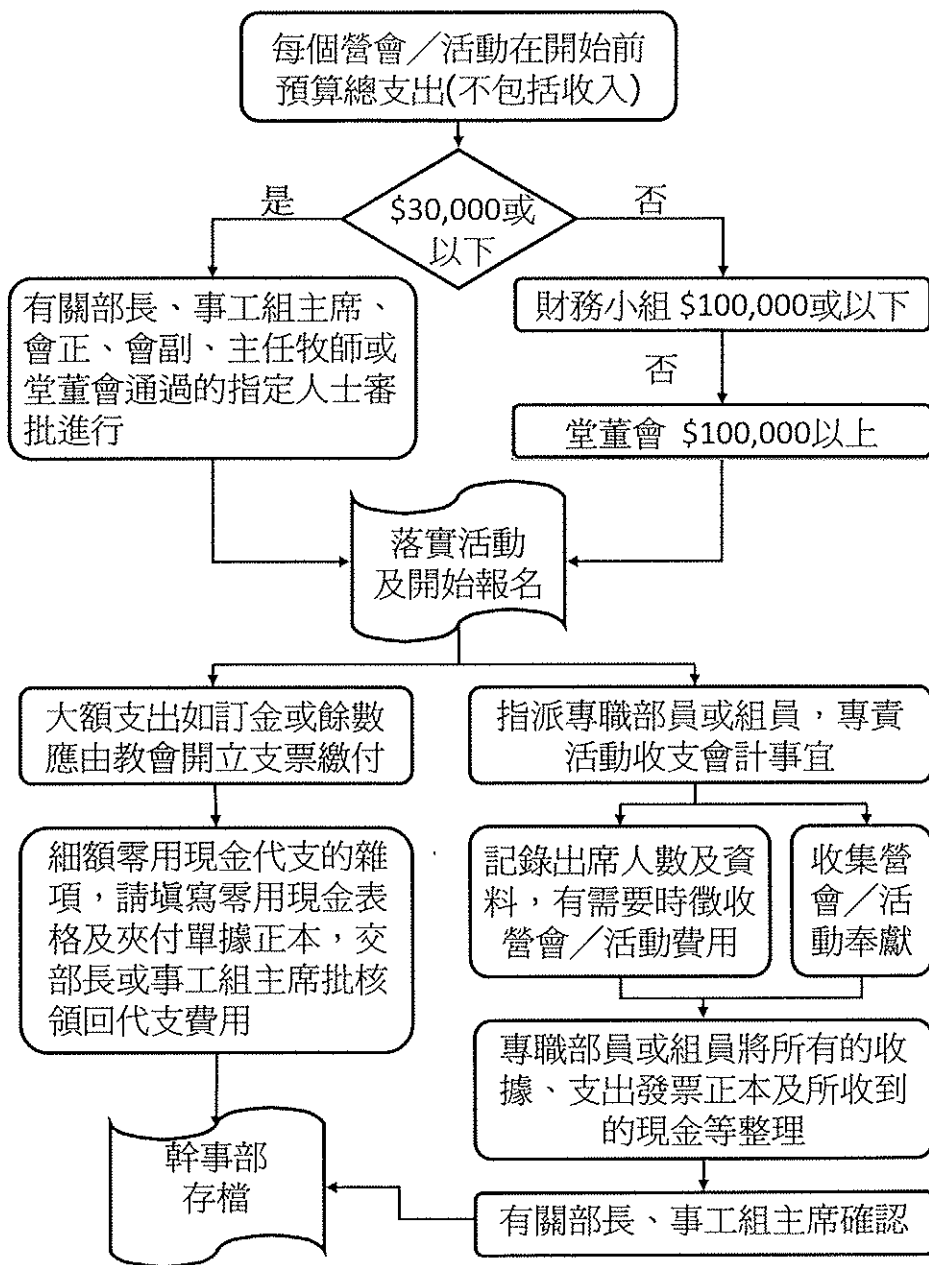 每個營會／活動在開始前
預算總支出(不包括收入)
是
$30,000或
以下
否
有關部長、事工組主席、
會正、會副、主任牧師或
堂董會通過的指定人士審
批進行
財務小組 $100,000或以下
否
堂董會 $100,000以上
落實活動
及開始報名
大額支出如訂金或餘數
應由教會開立支票繳付
指派專職部員或組員，專責
活動收支會計事宜
細額零用現金代支的雜
項，請填寫零用現金表
格及夾付單據正本，交
部長或事工組主席批核
領回代支費用
記錄出席人數及資
料，有需要時徵收
營會／活動費用
收集營
會／活
動奉獻
專職部員或組員將所有的收
據、支出發票正本及所收到
的現金等整理
幹事部
存檔
有關部長、事工組主席確認